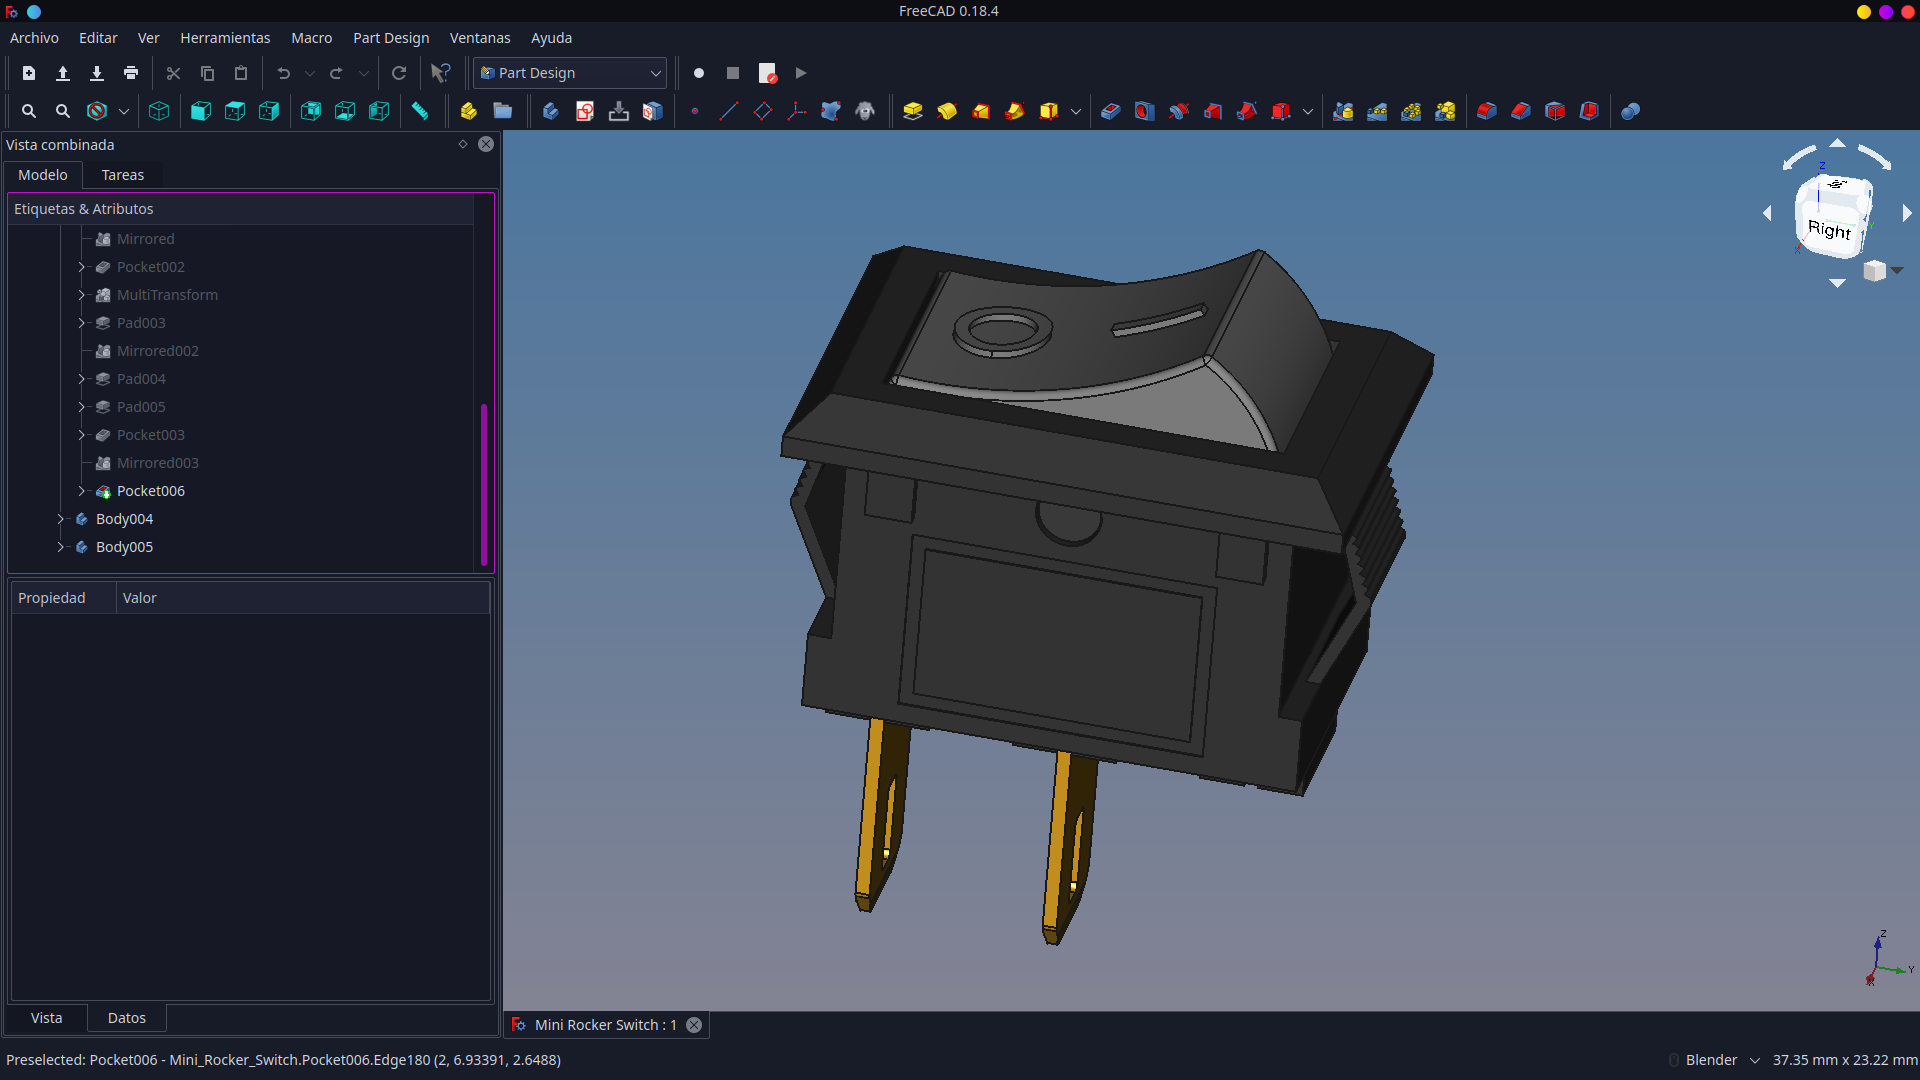 FreeCAD 0.18.4
Archivo Editar Ver Herramientas Macro Part Design Ventanas Ayuda
Part Design
Vista combinada
Modelo Tareas
Etiquetas & Atributos
Mirrored
Pocket002
MultiTransform
Pad003
Mirrored002
Pad004
Pad005
Pocket003
Mirrored003
Pocket006
Body004
Body005
Propiedad Valor
Vista Datos
Z
Right
X
Z
Y
X
Mini Rocker Switch : 1
Preselected: Pocket006 - Mini_Rocker_Switch.Pocket006.Edge180 (2, 6.93391, 2.6488)
Blender 37.35 mm x 23.22 mm